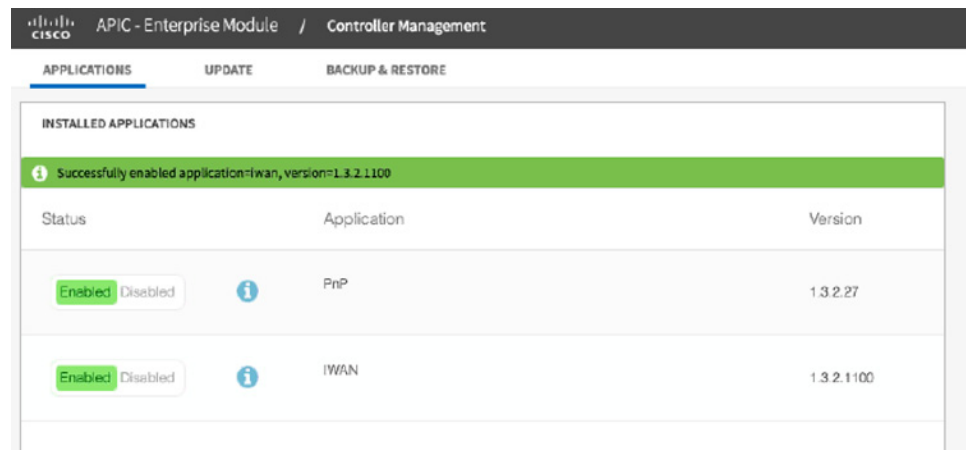 CISCO APIC - Enterprise Module / Controller Management
APPLICATIONS UPDATE BACKUP & RESTORE
INSTALLED APPLICATIONS
Successfully enabled application=iwan, version=1.3.2.1100
Status Application Version
Enabled Disabled PnP 1.3.2.27
Enabled Disabled IWAN 1.3.2.1100